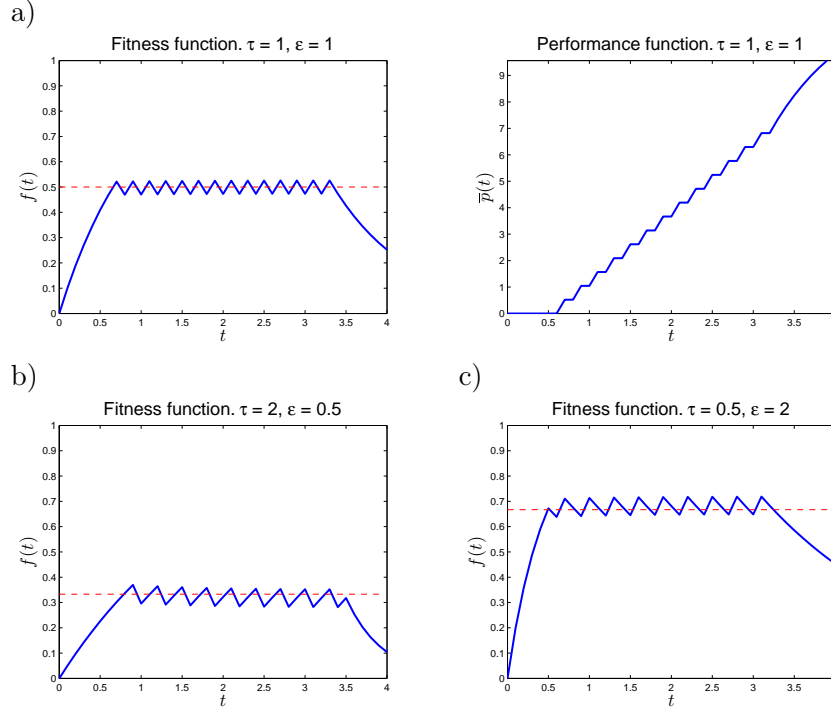 a)
Fitness function. τ = 1, ε = 1
1
0.9
0.8
0.7
0.6
0.5
0.4
0.3
0.2
0.1
0
f(t)
0 0.5 1 1.5 2 2.5 3 3.5 4
t
Performance function. τ = 1, ε = 1
9
8
7
6
5
4
3
2
1
0
p̅(t)
0 0.5 1 1.5 2 2.5 3 3.5
t
b)
Fitness function. τ = 2, ε = 0.5
1
0.9
0.8
0.7
0.6
0.5
0.4
0.3
0.2
0.1
0
f(t)
0 0.5 1 1.5 2 2.5 3 3.5 4
t
c)
Fitness function. τ = 0.5, ε = 2
1
0.9
0.8
0.7
0.6
0.5
0.4
0.3
0.2
0.1
0
f(t)
0 0.5 1 1.5 2 2.5 3 3.5
t